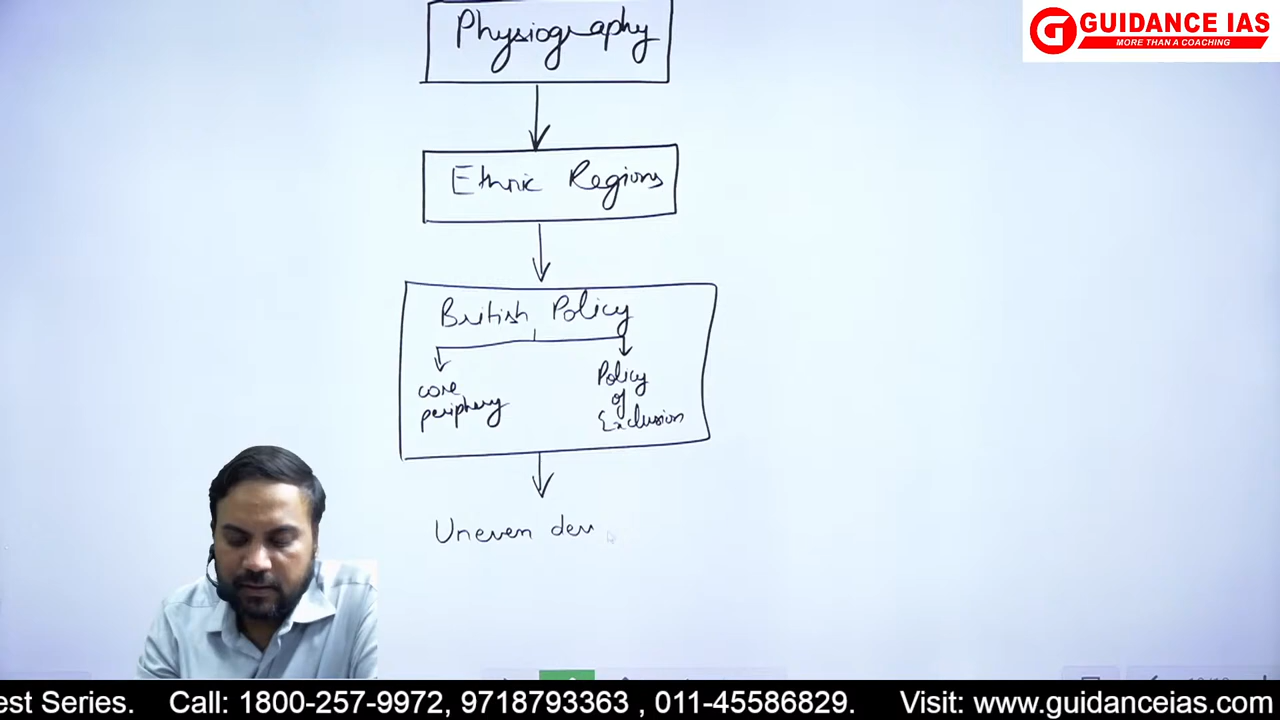 Physiography
GUIDANCE IAS
MORE THAN A COACHING
Ethnic Regions
British Policy
core
periphery
Policy
of
Exclusion
Uneven dev
est Series. Call: 1800-257-9972, 9718793363 , 011-45586829. Visit: www.guidanceias.com